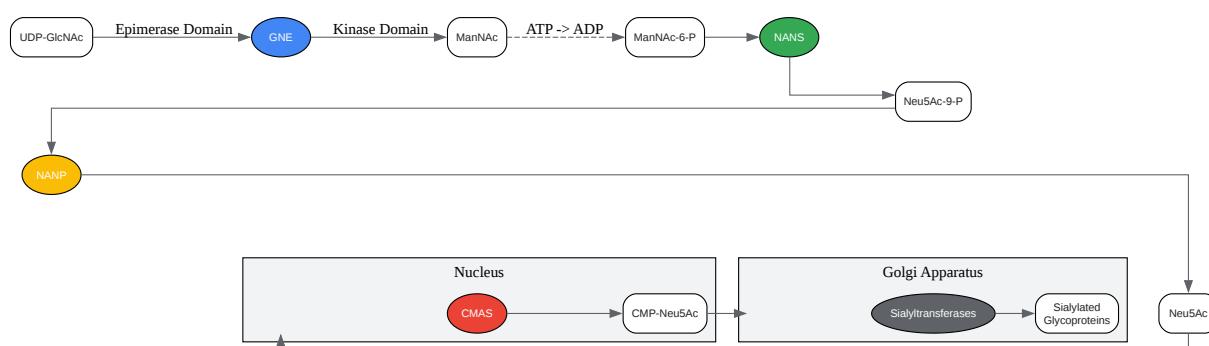 UDP-GlcNAc
Epimerase Domain
GNE
Kinase Domain
ManNAc
ATP -> ADP
ManNAc-6-P
NANS
Neu5Ac-9-P
NANP
Nucleus
CMAS
CMP-Neu5Ac
Golgi Apparatus
Sialyltransferases
Sialylated
Glycoproteins
Neu5Ac